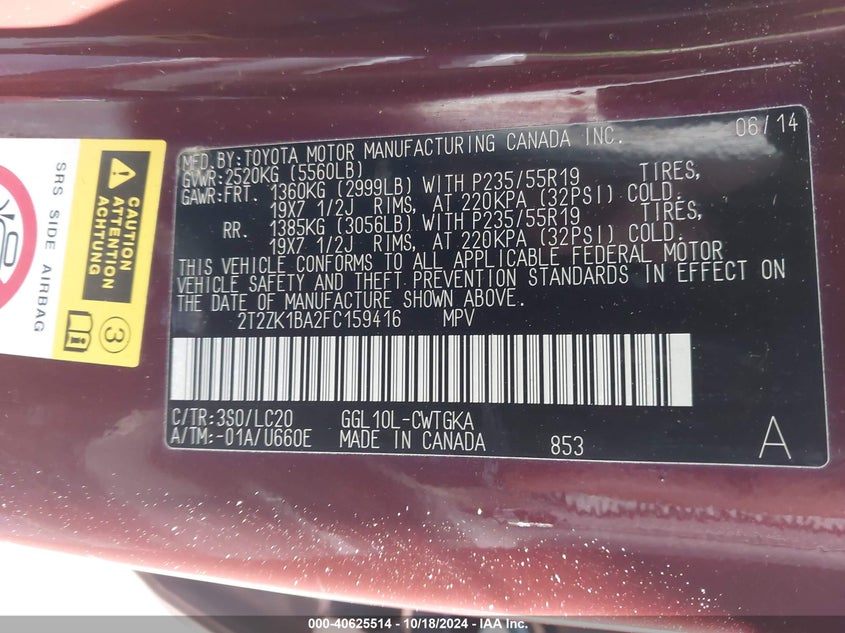 SRS SIDE AIRBAG
CAUTION
ATTENTION
ACHTUNG
3
06/14
MFD.BY:TOYOTA MOTOR MANUFACTURING CANADA INC.
GVWR:2520KG (5560LB)
GAWR:FRT. 1360KG (2999LB) WITH P235/55R19 TIRES,
19X7 1/2J RIMS, AT 220KPA (32PSI) COLD.
RR. 1385KG (3056LB) WITH P235/55R19 TIRES,
19X7 1/2J RIMS, AT 220KPA (32PSI) COLD.
THIS VEHICLE CONFORMS TO ALL APPLICABLE FEDERAL MOTOR
VEHICLE SAFETY AND THEFT PREVENTION STANDARDS IN EFFECT ON
THE DATE OF MANUFACTURE SHOWN ABOVE.
2T2ZK1BA2FC159416 MPV
C/TR:3S0/LC20 GGL10L-CWTGKA
A/TM:-01A/U660E MADE IN CANADA 853 A
000-40625514 - 10/18/2024 - IAA Inc.